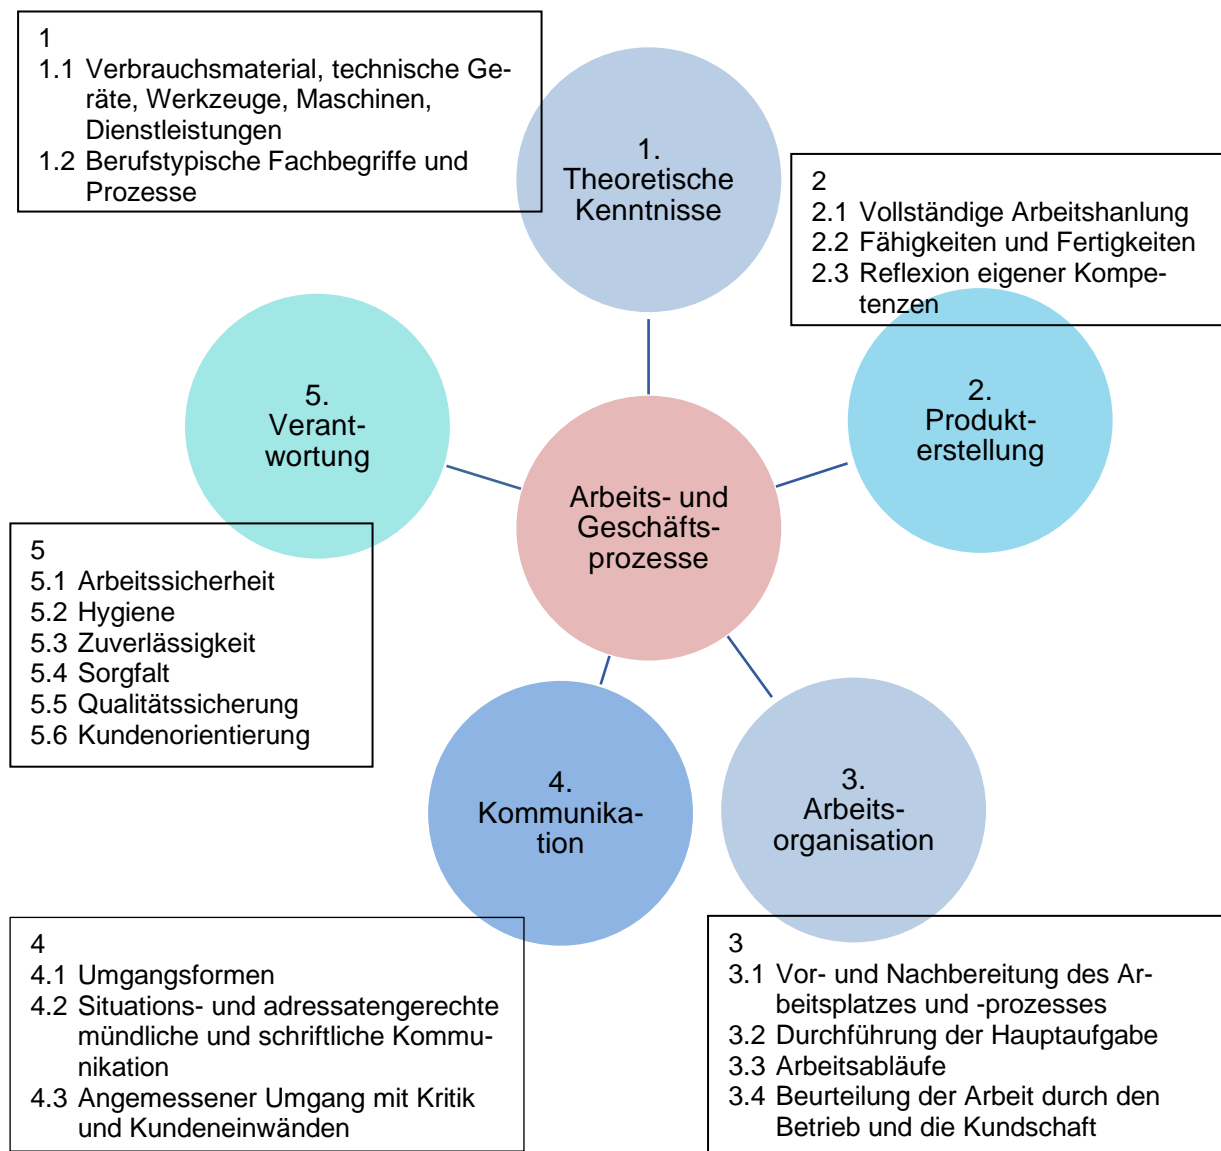 1
1.1 Verbrauchsmaterial, technische Ge-
räte, Werkzeuge, Maschinen,
Dienstleistungen
1.2 Berufstypische Fachbegriffe und
Prozesse
1.
Theoretische
Kenntnisse
2
2.1 Vollständige Arbeitshanlung
2.2 Fähigkeiten und Fertigkeiten
2.3 Reflexion eigener Kompe-
tenzen
2.
Produkt-
erstellung
5.
Verant-
wortung
Arbeits- und
Geschäfts-
prozesse
5
5.1 Arbeitssicherheit
5.2 Hygiene
5.3 Zuverlässigkeit
5.4 Sorgfalt
5.5 Qualitätssicherung
5.6 Kundenorientierung
4.
Kommunika-
tion
3.
Arbeits-
organisation
4
4.1 Umgangsformen
4.2 Situations- und adressatengerechte
mündliche und schriftliche Kommu-
nikation
4.3 Angemessener Umgang mit Kritik
und Kundeneinwänden
3
3.1 Vor- und Nachbereitung des Ar-
beitsplatzes und -prozesses
3.2 Durchführung der Hauptaufgabe
3.3 Arbeitsabläufe
3.4 Beurteilung der Arbeit durch den
Betrieb und die Kundschaft